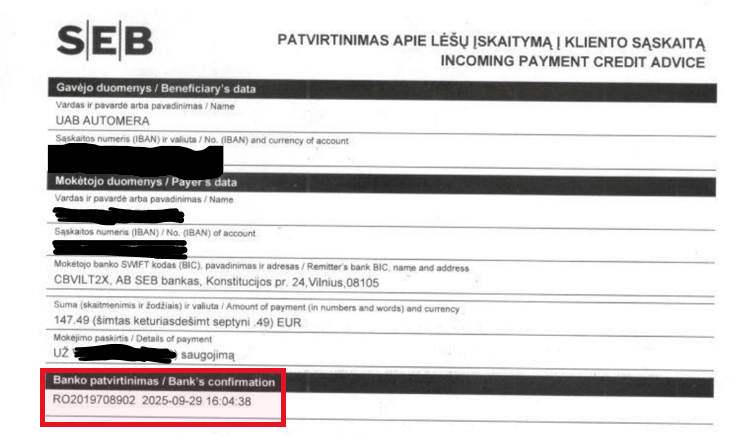 SEB
PATVIRTINIMAS APIE LĖŠŲ ĮSKAITYMĄ Į KLIENTO SĄSKAITĄ
INCOMING PAYMENT CREDIT ADVICE
Gavėjo duomenys / Beneficiary's data
Vardas ir pavardė arba pavadinimas / Name
UAB AUTOMERA
Sąskaitos numeris (IBAN) ir valiuta / No. (IBAN) and currency of account
Mokėtojo duomenys / Payer's data
Vardas ir pavardė arba pavadinimas / Name
Sąskaitos numeris (IBAN) / No. (IBAN) of account
Mokėtojo banko SWIFT kodas (BIC), pavadinimas ir adresas / Remitter's bank BIC, name and address
CBVILT2X, AB SEB bankas, Konstitucijos pr. 24,Vilnius,08105
Suma (skaitmenimis ir žodžiais) ir valiuta / Amount of payment (in numbers and words) and currency
147.49 (šimtas keturiasdešimt septyni .49) EUR
Mokėjimo paskirtis / Details of payment
UŽ saugojimą
Banko patvirtinimas / Bank's confirmation
RO2019708902 2025-09-29 16:04:38